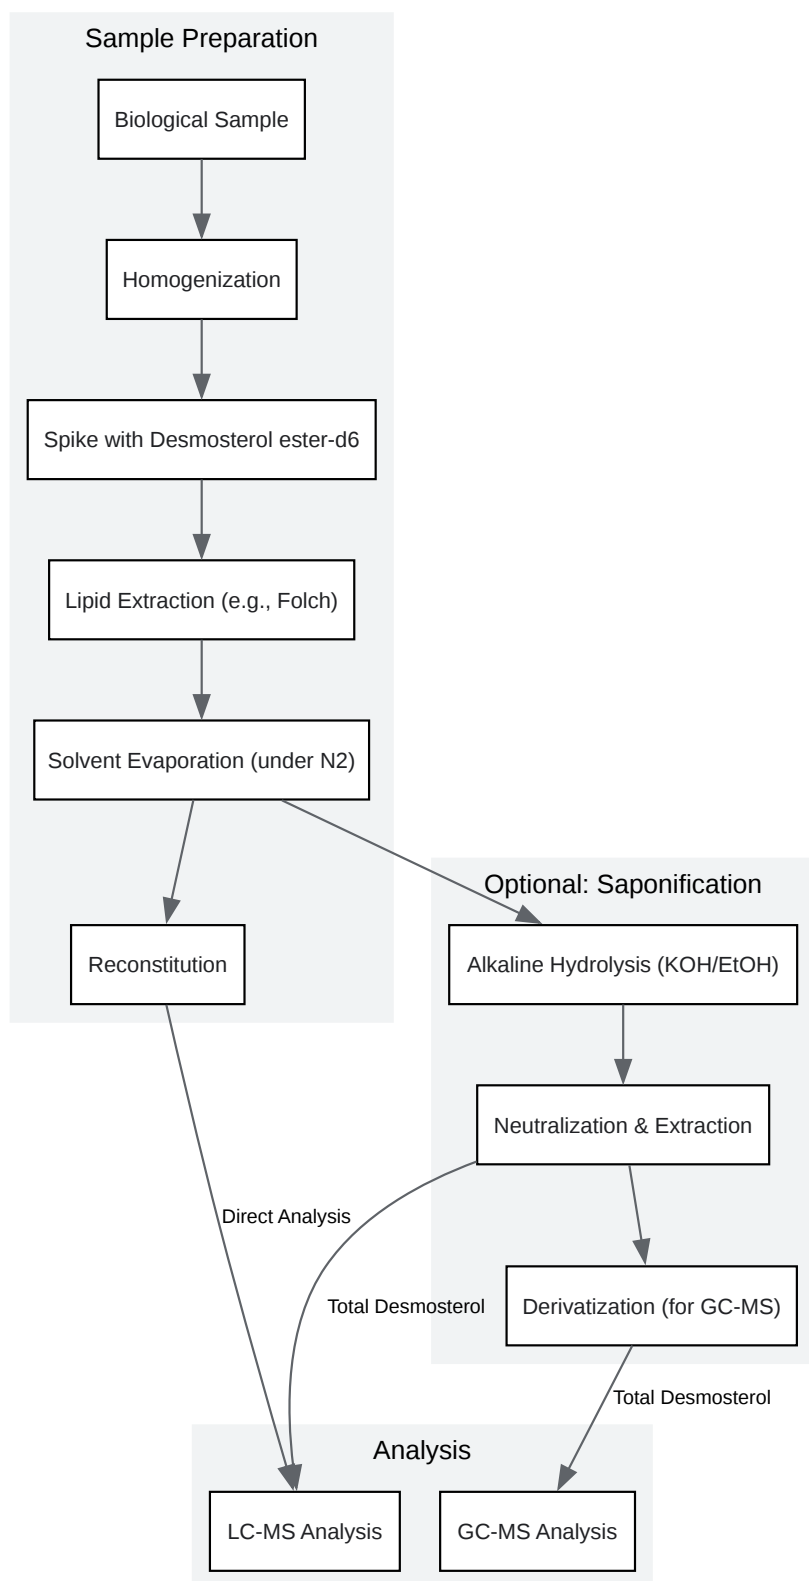 Sample Preparation
Biological Sample
Homogenization
Spike with Desmosterol ester-d6
Lipid Extraction (e.g., Folch)
Solvent Evaporation (under N2)
Optional: Saponification
Reconstitution
Alkaline Hydrolysis (KOH/EtOH)
Neutralization & Extraction
Direct Analysis
Total Desmosterol
Derivatization (for GC-MS)
Total Desmosterol
Analysis
LC-MS Analysis
GC-MS Analysis